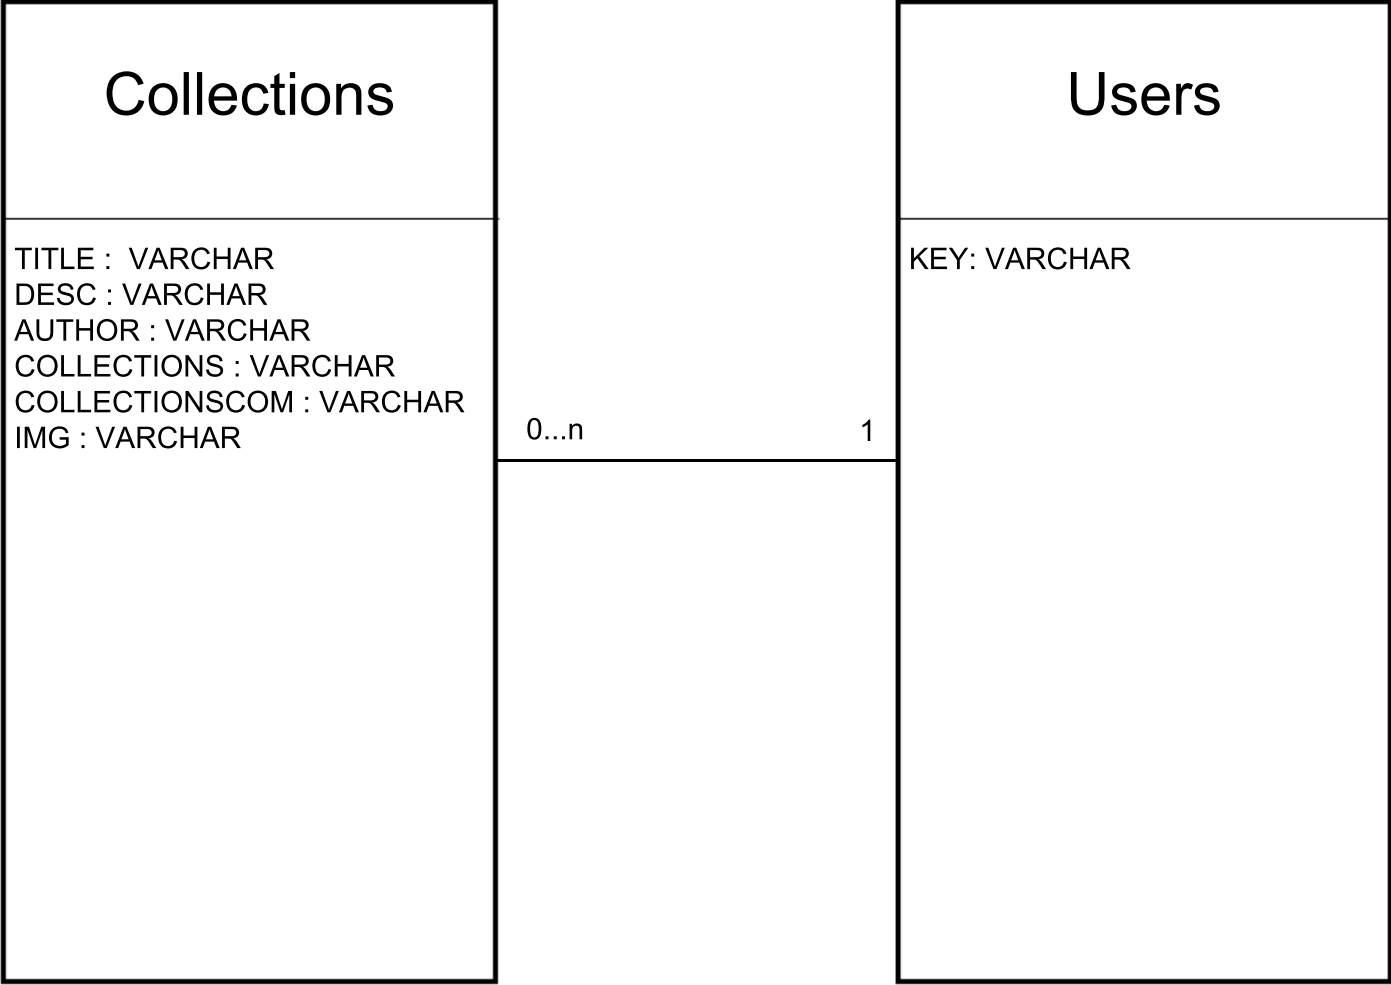 Collections
TITLE :  VARCHAR
DESC : VARCHAR
AUTHOR : VARCHAR
COLLECTIONS : VARCHAR
COLLECTIONSCOM : VARCHAR
IMG : VARCHAR
0...n
1
Users
KEY: VARCHAR